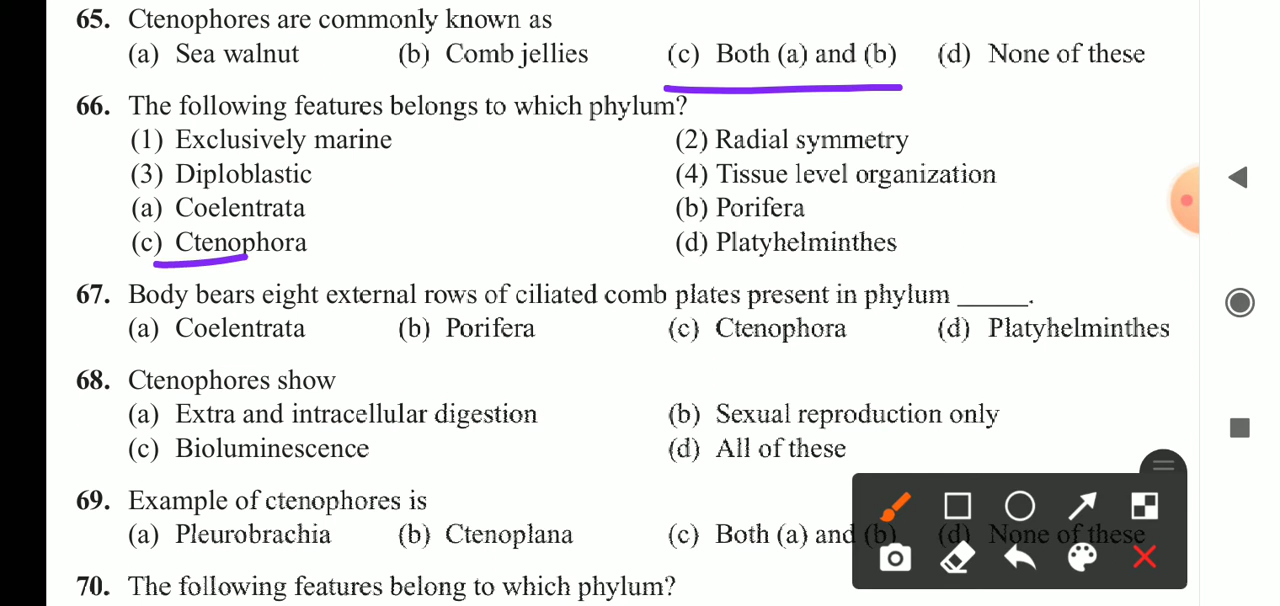 65. Ctenophores are commonly known as
(a) Sea walnut (b) Comb jellies (c) Both (a) and (b) (d) None of these
66. The following features belongs to which phylum?
(1) Exclusively marine (2) Radial symmetry
(3) Diploblastic (4) Tissue level organization
(a) Coelentrata (b) Porifera
(c) Ctenophora (d) Platyhelminthes
67. Body bears eight external rows of ciliated comb plates present in phylum _____.
(a) Coelentrata (b) Porifera (c) Ctenophora (d) Platyhelminthes
68. Ctenophores show
(a) Extra and intracellular digestion (b) Sexual reproduction only
(c) Bioluminescence (d) All of these
69. Example of ctenophores is
(a) Pleurobrachia (b) Ctenoplana (c) Both (a) and (b) (d) None of these
70. The following features belong to which phylum?